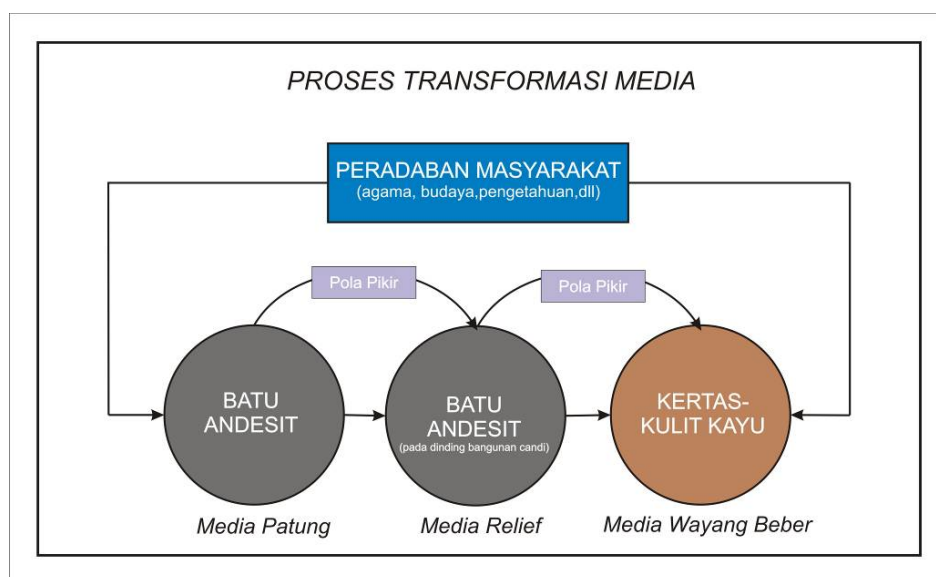 PROSES TRANSFORMASI MEDIA
PERADABAN MASYARAKAT
(agama, budaya,pengetahuan,dll)
Pola Pikir
Pola Pikir
BATU
ANDESIT
BATU
ANDESIT
(pada dinding bangunan candi)
KERTAS-
KULIT KAYU
Media Patung
Media Relief
Media Wayang Beber